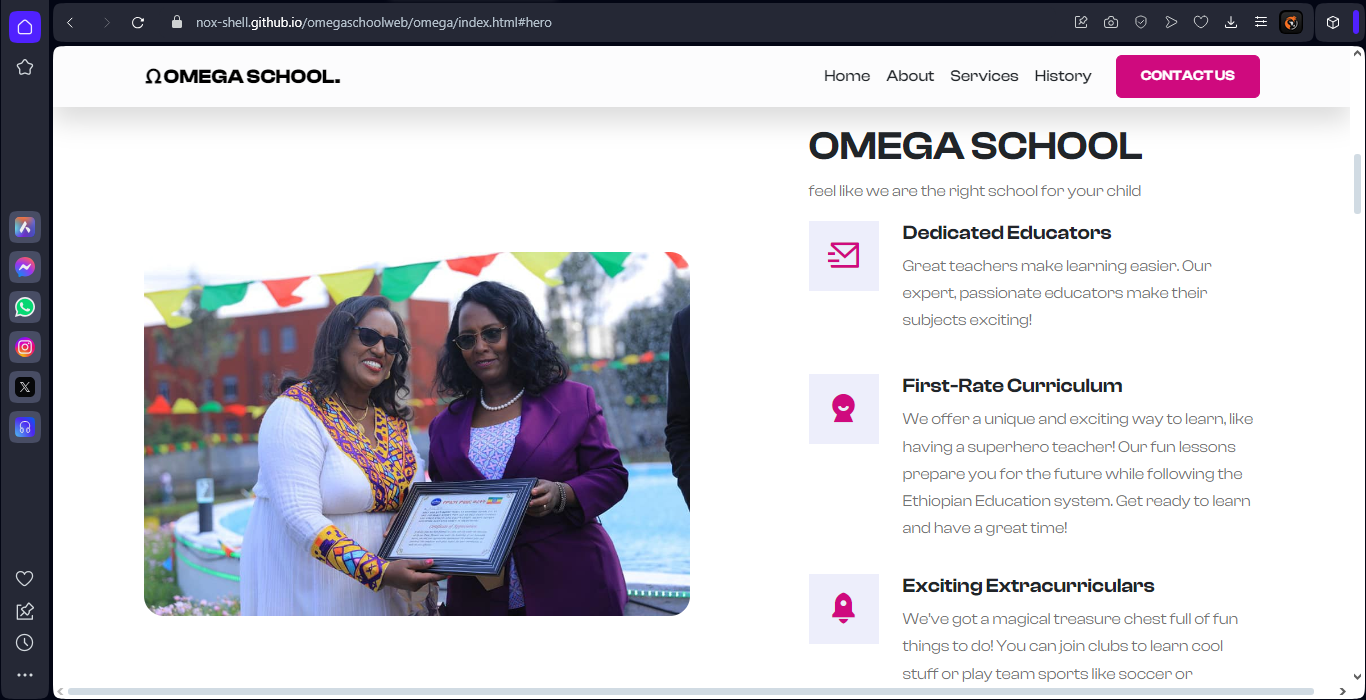 nox-shell.github.io/omegaschoolweb/omega/index.html#hero
Ω OMEGA SCHOOL.
Home About Services History CONTACT US
OMEGA SCHOOL
feel like we are the right school for your child
Dedicated Educators
Great teachers make learning easier. Our
expert, passionate educators make their
subjects exciting!
First-Rate Curriculum
We offer a unique and exciting way to learn, like
having a superhero teacher! Our fun lessons
prepare you for the future while following the
Ethiopian Education system. Get ready to learn
and have a great time!
Exciting Extracurriculars
We've got a magical treasure chest full of fun
things to do! You can join clubs to learn cool
stuff or play team sports like soccer or